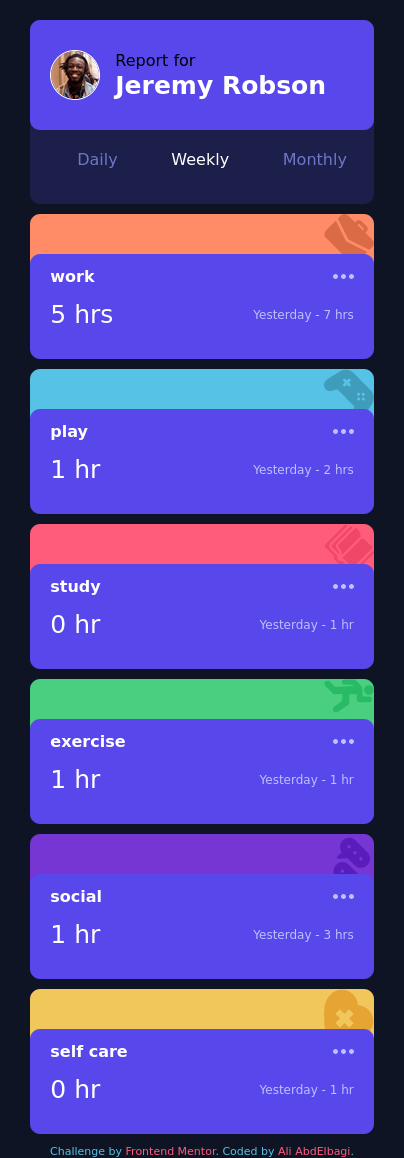 Report for
Jeremy Robson
Daily Weekly Monthly
work
5 hrs Yesterday - 7 hrs
play
1 hr Yesterday - 2 hrs
study
0 hr Yesterday - 1 hr
exercise
1 hr Yesterday - 1 hr
social
1 hr Yesterday - 3 hrs
self care
0 hr Yesterday - 1 hr
Challenge by Frontend Mentor. Coded by Ali AbdElbagi.